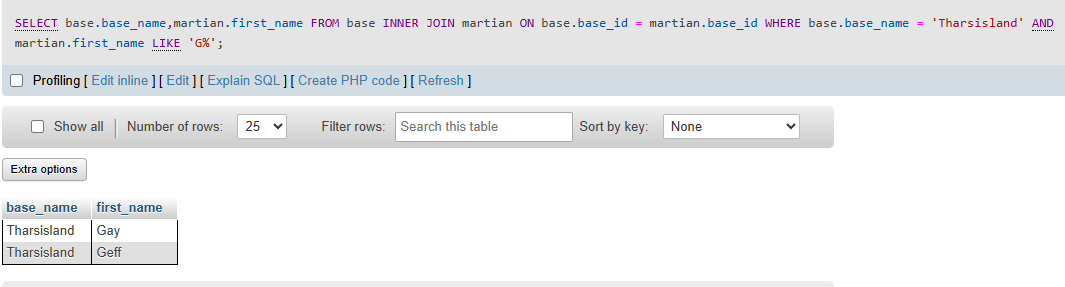 SELECT base.base_name,martian.first_name FROM base INNER JOIN martian ON base.base_id = martian.base_id WHERE base.base_name = 'Tharsisland' AND
martian.first_name LIKE 'G%';
Profiling [ Edit inline ] [ Edit ] [ Explain SQL ] [ Create PHP code ] [ Refresh ]
Show all | Number of rows: 25 Filter rows: Search this table Sort by key: None
Extra options
base_name first_name
Tharsisland Gay
Tharsisland Geff